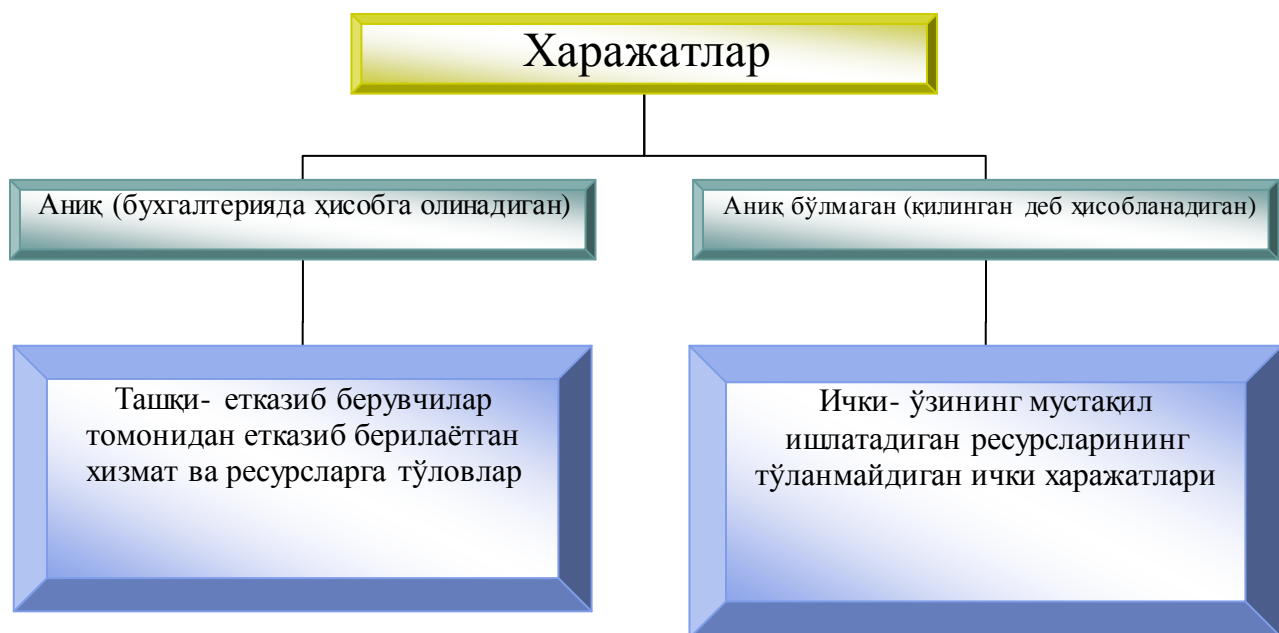 Харажатлар
Аниқ (бухгалтерияда ҳисобга олинадиган)
Аниқ бўлмаган (қилинган деб ҳисобланадиган)
Ташқи- етказиб берувчилар
томонидан етказиб берилаётган
хизмат ва ресурсларга тўловлар
Ички- ўзининг мустақил
ишлатадиган ресурсларининг
тўланмайдиган ички харажатлари